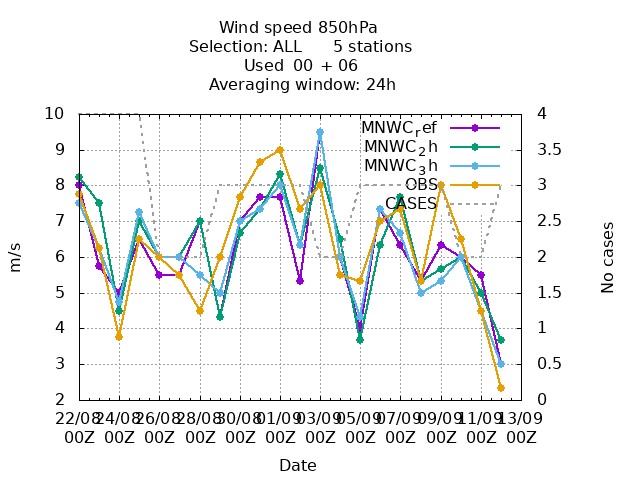 Wind speed 850hPa
Selection: ALL 5 stations
Used 00 + 06
Averaging window: 24h
10
9
8
7
6
5
4
3
2
m/s
4
3.5
3
2.5
2
1.5
1
0.5
0
No cases
MNWC_ref
MNWC_2h
MNWC_3h
OBS
CASES
22/08 24/08 26/08 28/08 30/08 01/09 03/09 05/09 07/09 09/09 11/09 13/09
00Z 00Z 00Z 00Z 00Z 00Z 00Z 00Z 00Z 00Z 00Z 00Z
Date